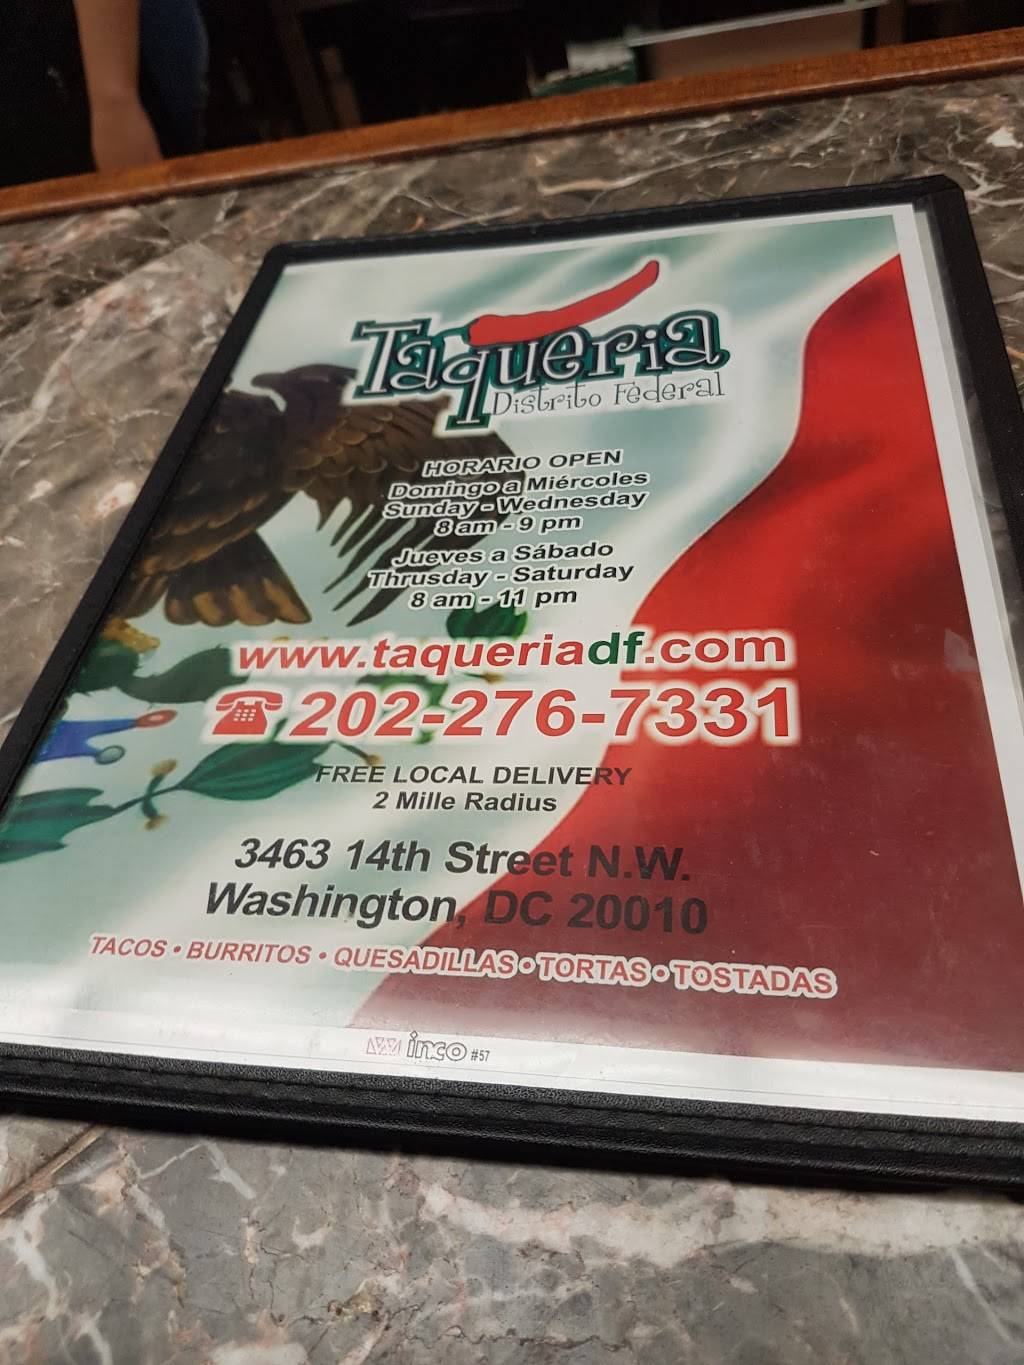 Taqueria
Distrito Federal
HORARIO OPEN
Domingo a Miércoles
Sunday - Wednesday
8 am - 9 pm
Jueves a Sábado
Thrusday - Saturday
8 am - 11 pm
www.taqueriadf.com
202-276-7331
FREE LOCAL DELIVERY
2 Mille Radius
3463 14th Street N.W.
Washington, DC 20010
TACOS • BURRITOS • QUESADILLAS • TORTAS • TOSTADAS
inco #57